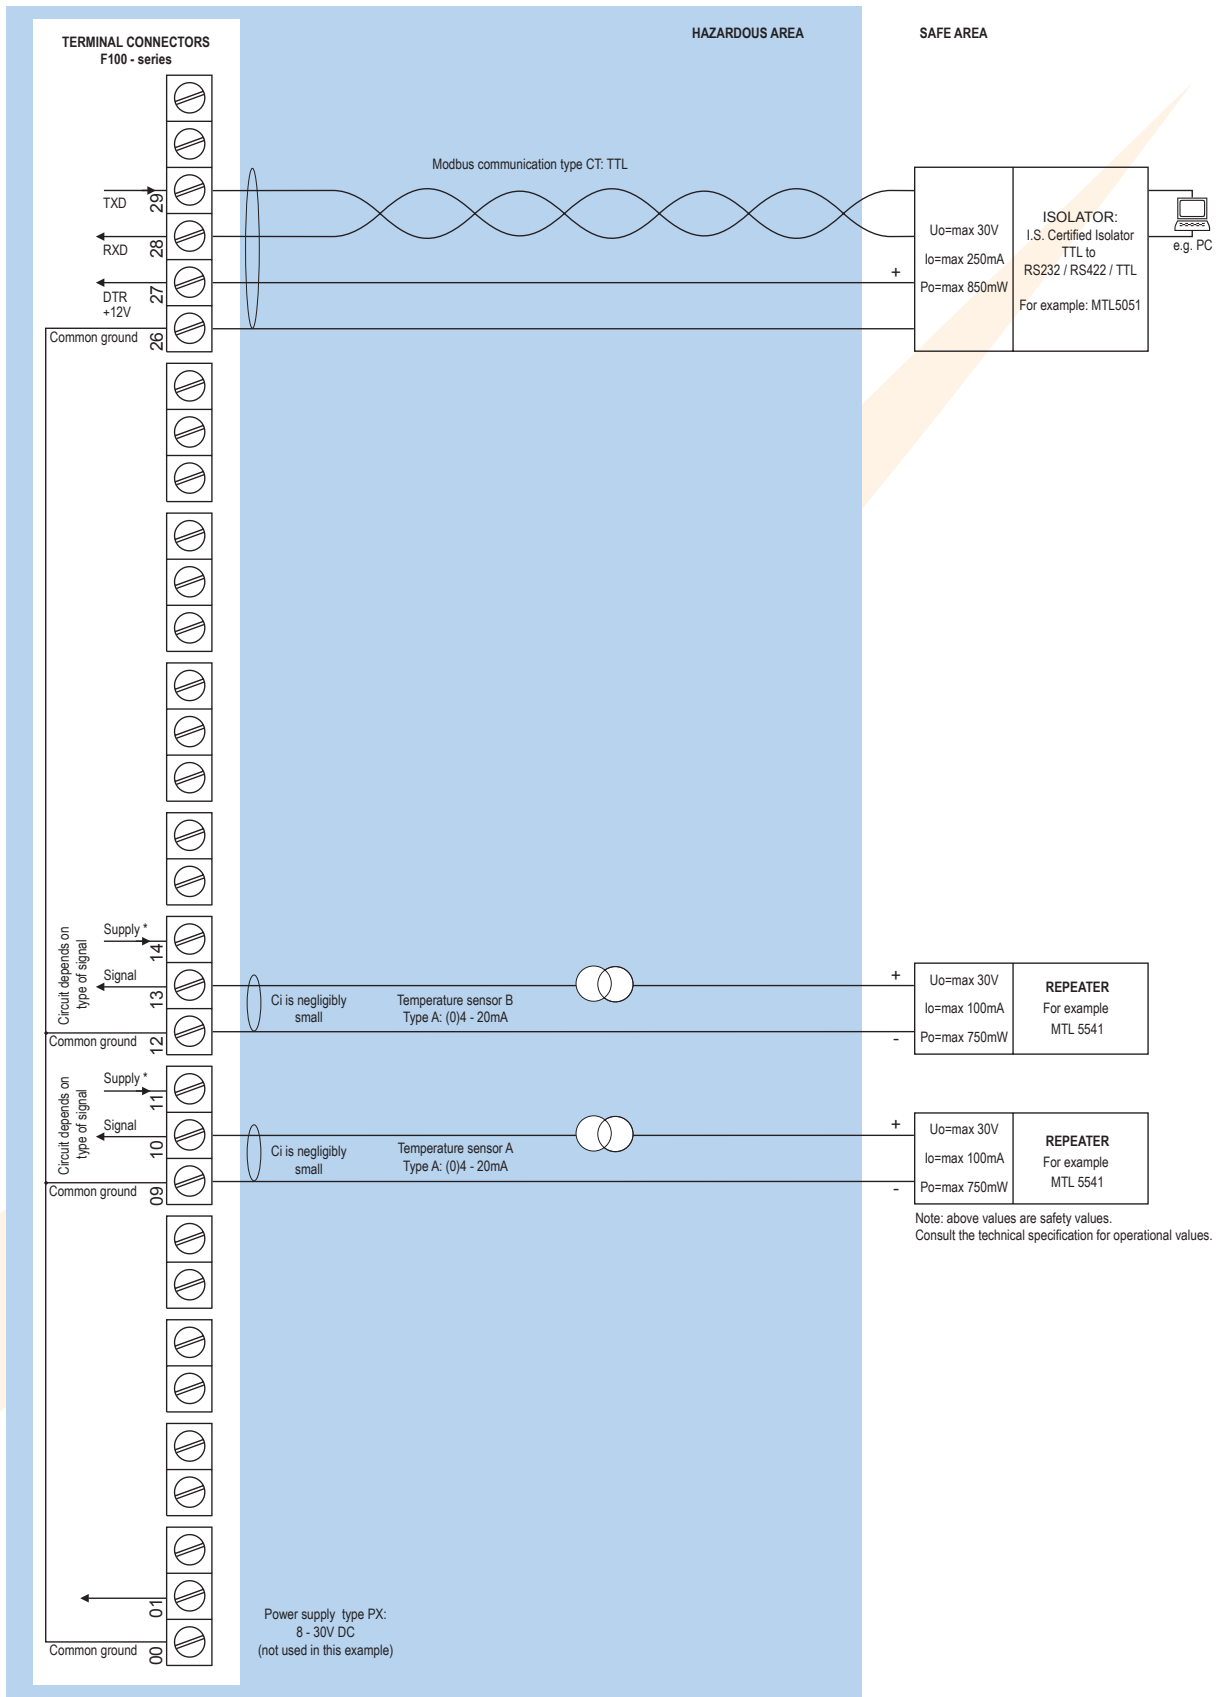 HAZARDOUS AREA
SAFE AREA
TERMINAL CONNECTORS
F100 - series
Modbus communication type CT: TTL
TXD
29
RXD
28
DTR
+12V
27
Common ground
26
+
Uo=max 30V
Io=max 250mA
Po=max 850mW
ISOLATOR:
I.S. Certified Isolator
TTL to
RS232 / RS422 / TTL
For example: MTL5051
e.g. PC
Circuit depends on
type of signal
Supply *
14
Signal
13
Common ground
12
Ci is negligibly
small
Temperature sensor B
Type A: (0)4 - 20mA
+
-
Uo=max 30V
Io=max 100mA
Po=max 750mW
REPEATER
For example
MTL 5541
Circuit depends on
type of signal
Supply *
11
Signal
10
Common ground
09
Ci is negligibly
small
Temperature sensor A
Type A: (0)4 - 20mA
+
-
Uo=max 30V
Io=max 100mA
Po=max 750mW
REPEATER
For example
MTL 5541
Note: above values are safety values.
Consult the technical specification for operational values.
01
Common ground
00
Power supply type PX:
8 - 30V DC
(not used in this example)